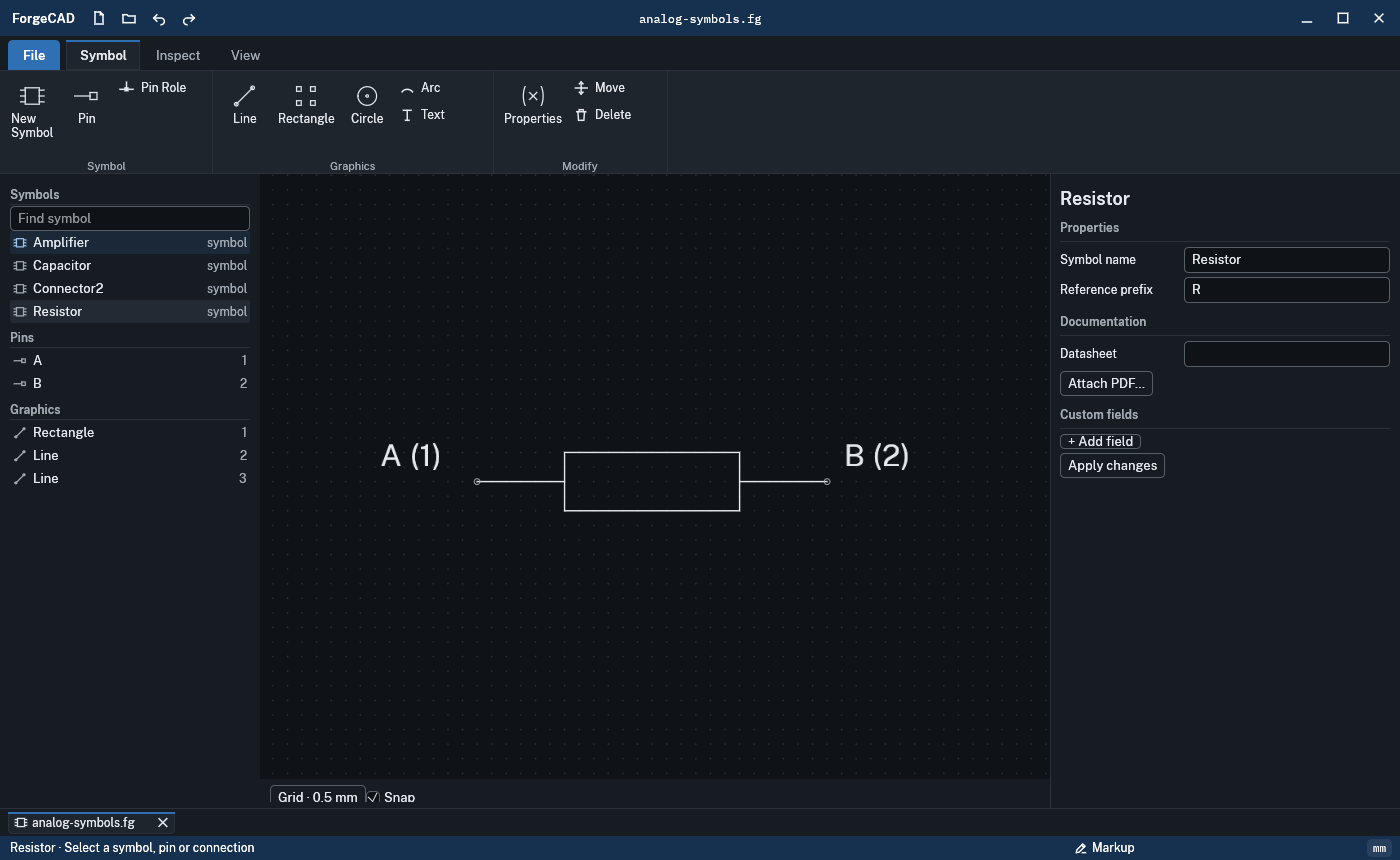 ForgeCAD
analog-symbols.fg
File
Symbol
Inspect
View
New
Symbol
Pin
Pin Role
Symbol
Line
Rectangle
Circle
Arc
Text
Graphics
Properties
Move
Delete
Modify
Symbols
Find symbol
Amplifier symbol
Capacitor symbol
Connector2 symbol
Resistor symbol
Pins
A 1
B 2
Graphics
Rectangle 1
Line 2
Line 3
A (1)
B (2)
Grid · 0.5 mm
Snap
Resistor
Properties
Symbol name Resistor
Reference prefix R
Documentation
Datasheet
Attach PDF...
Custom fields
+ Add field
Apply changes
analog-symbols.fg
Resistor · Select a symbol, pin or connection
Markup
mm